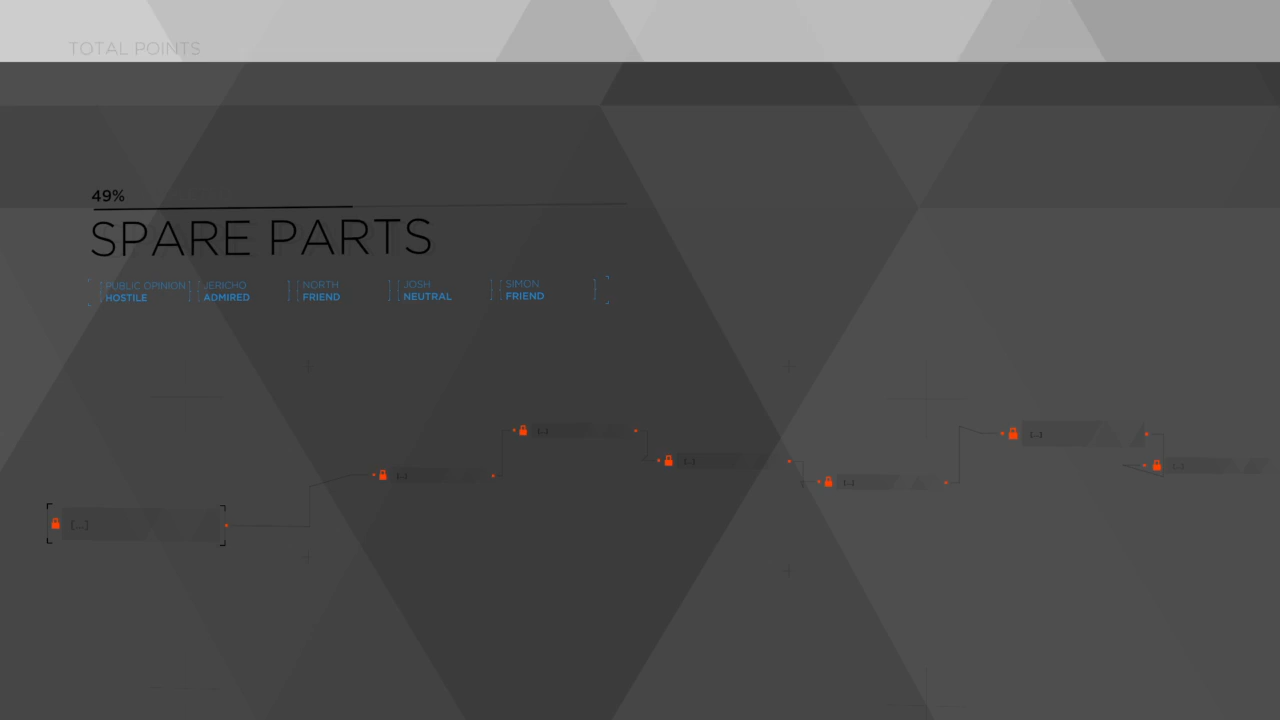 TOTAL POINTS
49%
SPARE PARTS
PUBLIC OPINION JERICHO NORTH JOSH SIMON
HOSTILE ADMIRED FRIEND NEUTRAL FRIEND
[...]
[...]
[...]
[...]
[...]
[...]
[...]